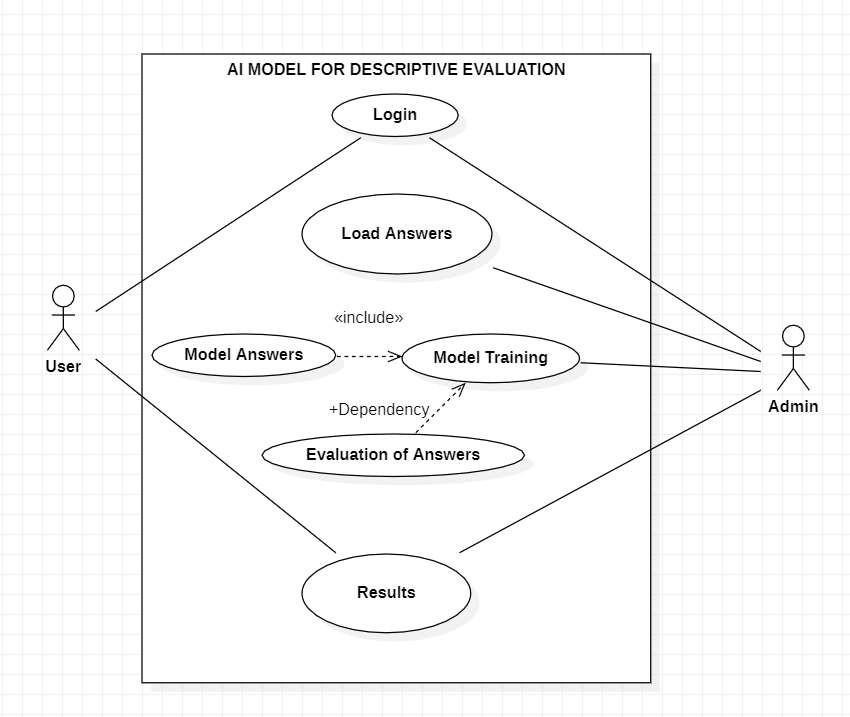 AI MODEL FOR DESCRIPTIVE EVALUATION
Login
Load Answers
«include»
Model Answers
Model Training
User
Admin
+Dependency
Evaluation of Answers
Results